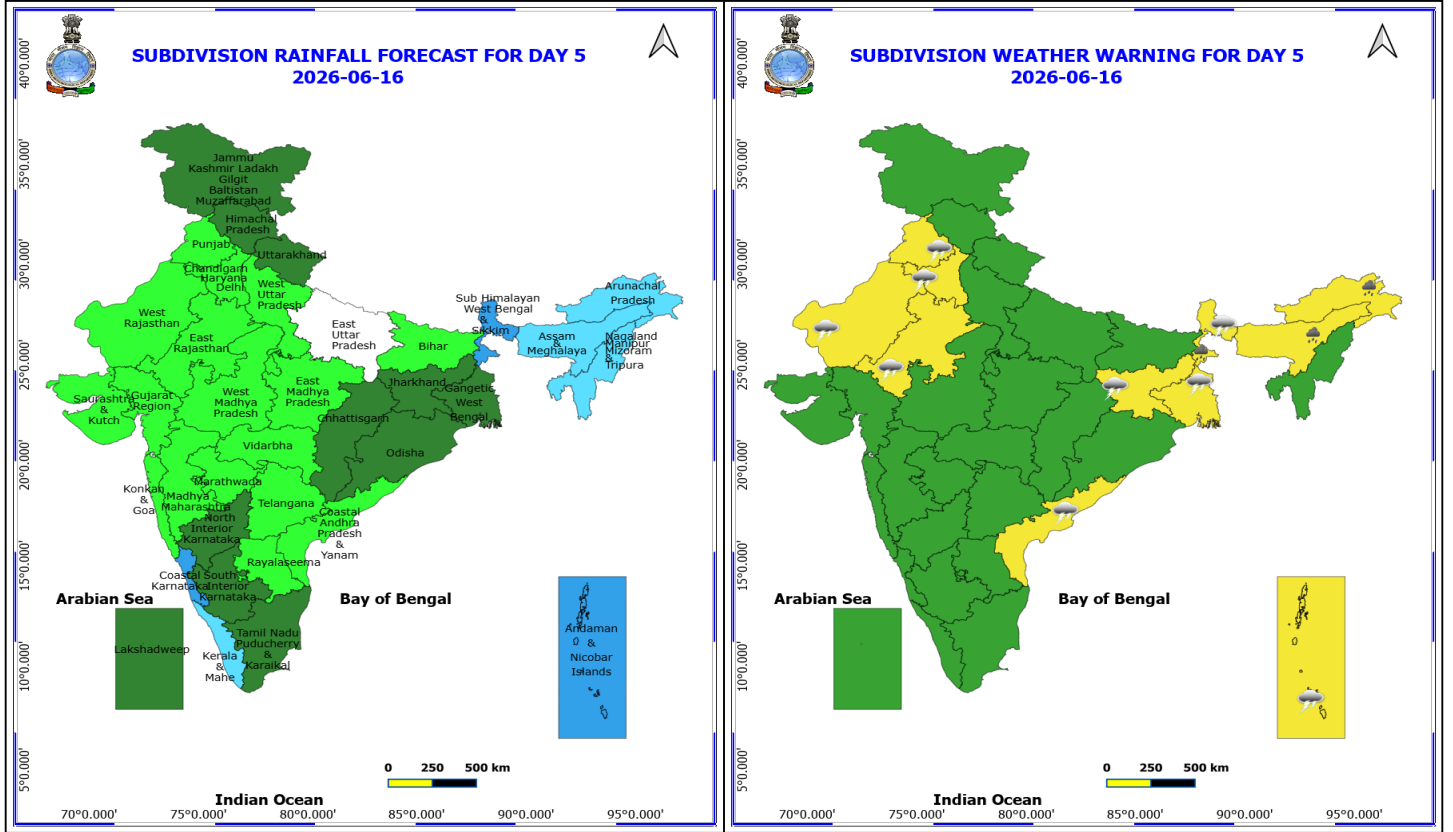 SUBDIVISION RAINFALL FORECAST FOR DAY 5
2026-06-16
40°0.000'
35°0.000'
30°0.000'
25°0.000'
20°0.000'
15°0.000'
10°0.000'
5°0.000'
Jammu
Kashmir Ladakh
Gilgit
Baltistan
Muzaffarabad
Himachal
Pradesh
Punjab
Uttarakhand
Chandigarh
Haryana
Delhi
West
Uttar
Pradesh
West
Rajasthan
East
Rajasthan
East
Uttar
Pradesh
Bihar
Sub Himalayan
West Bengal
&
Sikkim
Arunachal
Pradesh
Assam
&
Meghalaya
Nagaland
Manipur
Mizoram
&
Tripura
Saurashtra
&
Kutch
Gujarat
Region
West
Madhya
Pradesh
East
Madhya
Pradesh
Jharkhand
Gangetic
West
Bengal
Chhattisgarh
Odisha
Vidarbha
Marathwada
Konkan
&
Goa
Madhya
Maharashtra
Telangana
North
Interior
Karnataka
Coastal
Andhra
Pradesh
&
Yanam
Rayalaseema
Coastal
Karnataka
South
Interior
Karnataka
Arabian Sea
Bay of Bengal
Lakshadweep
Kerala
&
Mahe
Tamil Nadu
Puducherry
&
Karaikal
Andaman
&
Nicobar
Islands
0 250 500 km
Indian Ocean
70°0.000' 75°0.000' 80°0.000' 85°0.000' 90°0.000' 95°0.000'
SUBDIVISION WEATHER WARNING FOR DAY 5
2026-06-16
40°0.000'
35°0.000'
30°0.000'
25°0.000'
20°0.000'
15°0.000'
10°0.000'
5°0.000'
Arabian Sea
Bay of Bengal
0 250 500 km
Indian Ocean
70°0.000' 75°0.000' 80°0.000' 85°0.000' 90°0.000' 95°0.000'